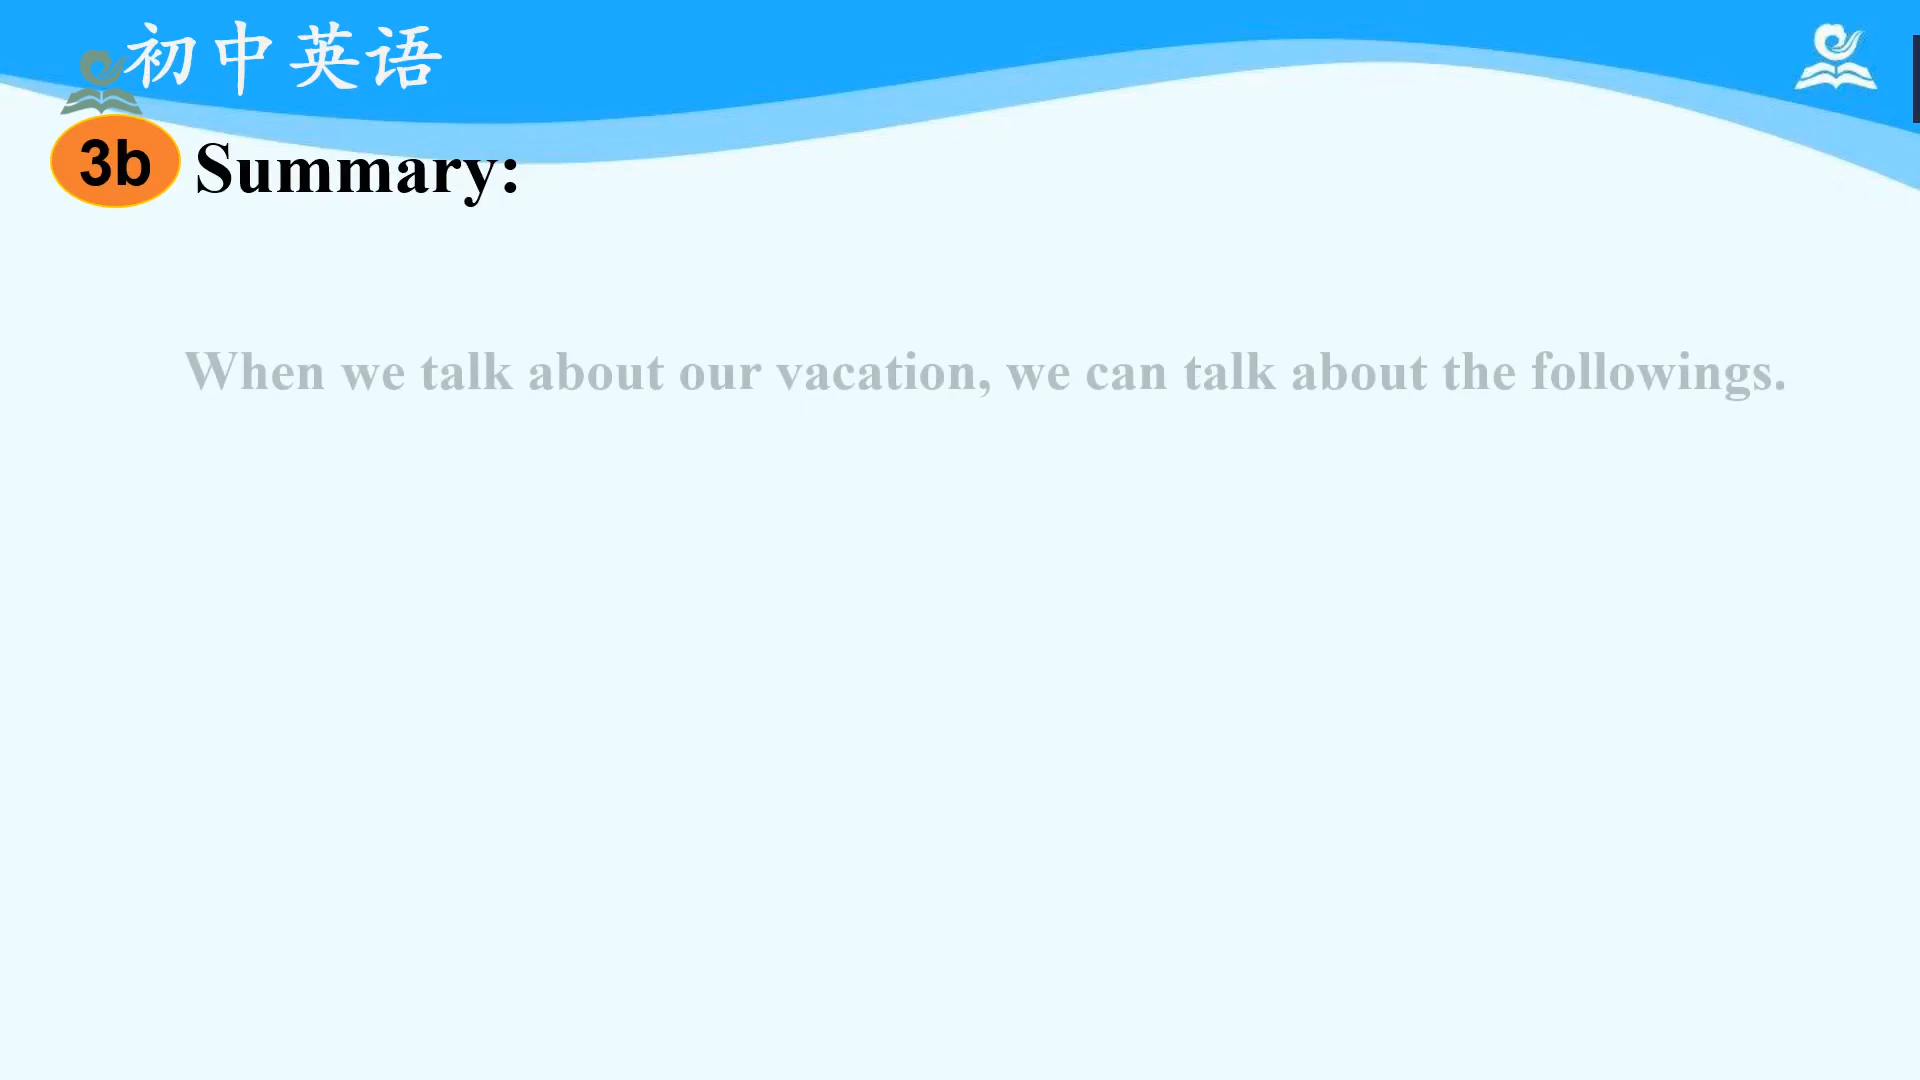 初中英语
3b Summary:
When we talk about our vacation, we can talk about the followings.